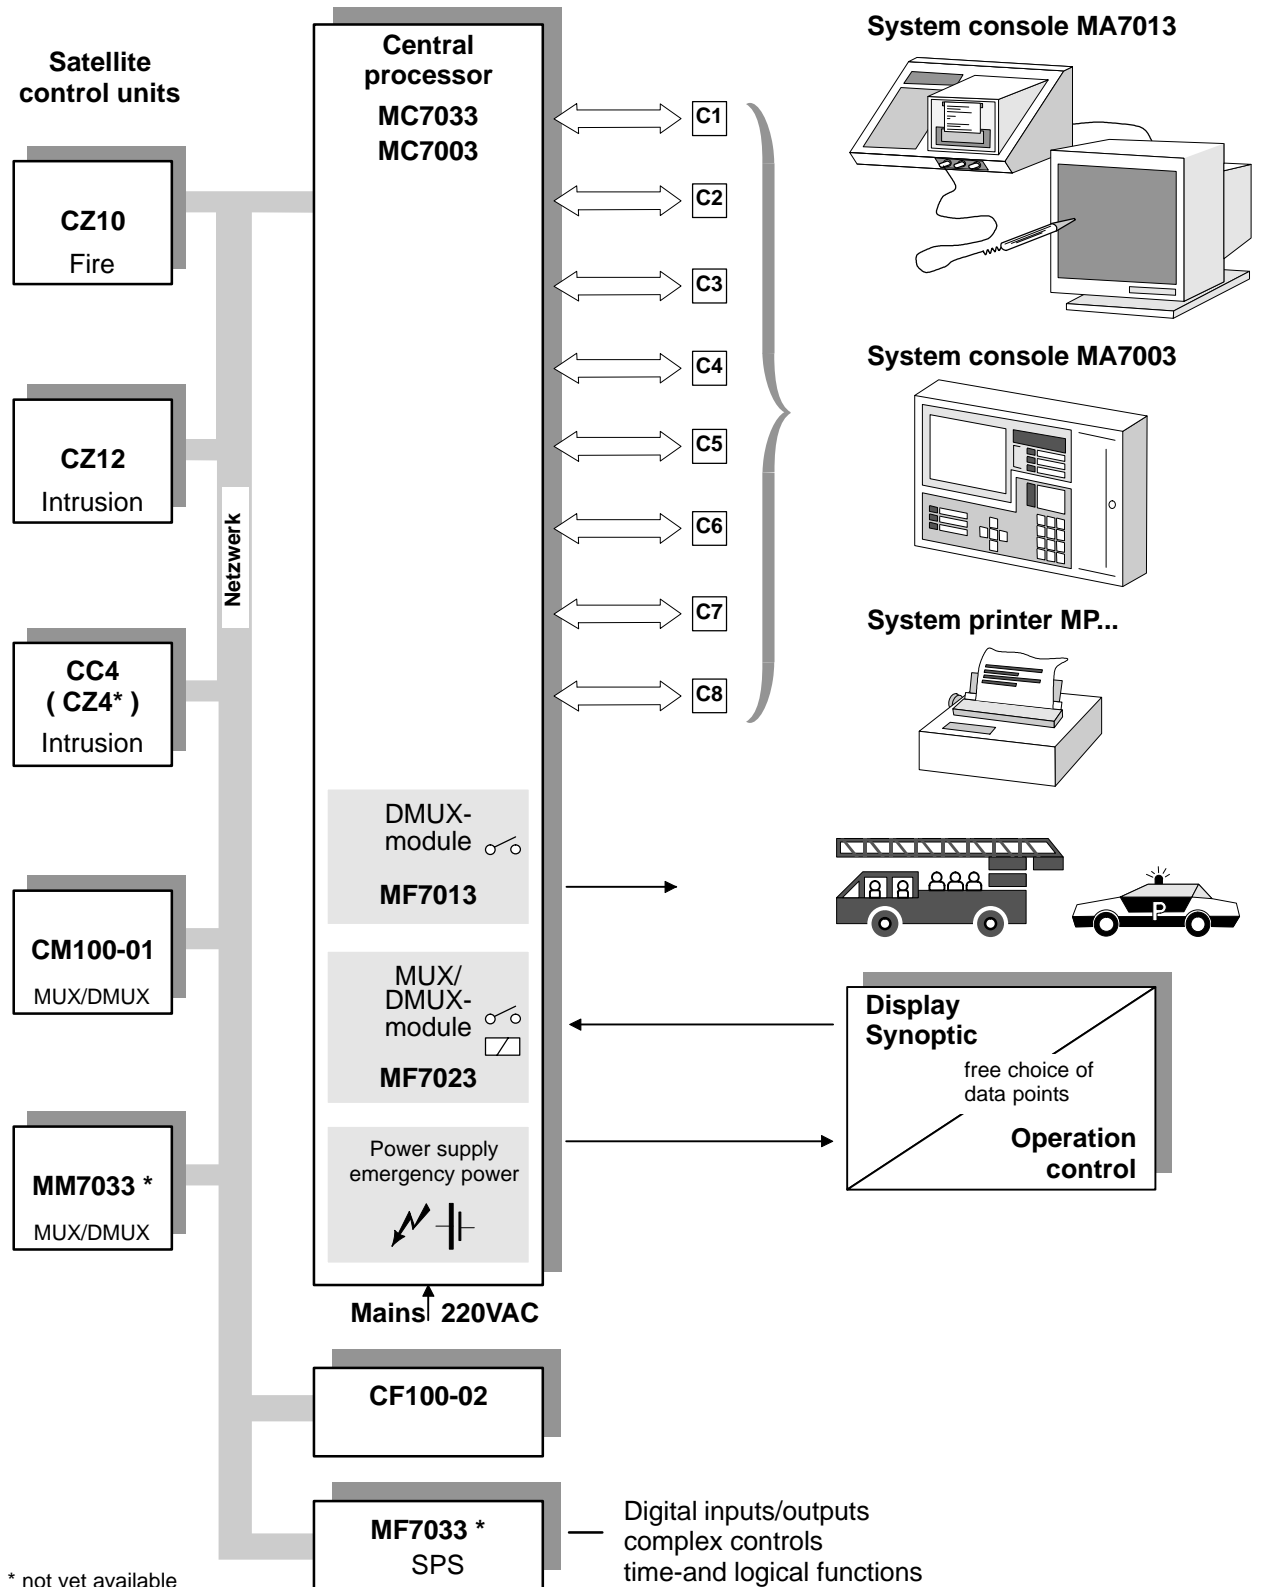 Satellite
control units
CZ10
Fire
CZ12
Intrusion
CC4
( CZ4* )
Intrusion
CM100-01
MUX/DMUX
MM7033 *
MUX/DMUX
Netzwerk
Central
processor
MC7033
MC7003
C1
C2
C3
C4
C5
C6
C7
C8
DMUX-
module
MF7013
MUX/
DMUX-
module
MF7023
Power supply
emergency power
Mains 220VAC
CF100-02
MF7033 *
SPS
Digital inputs/outputs
complex controls
time-and logical functions
System console MA7013
System console MA7003
System printer MP...
P
Display
Synoptic
free choice of
data points
Operation
control
* not yet available